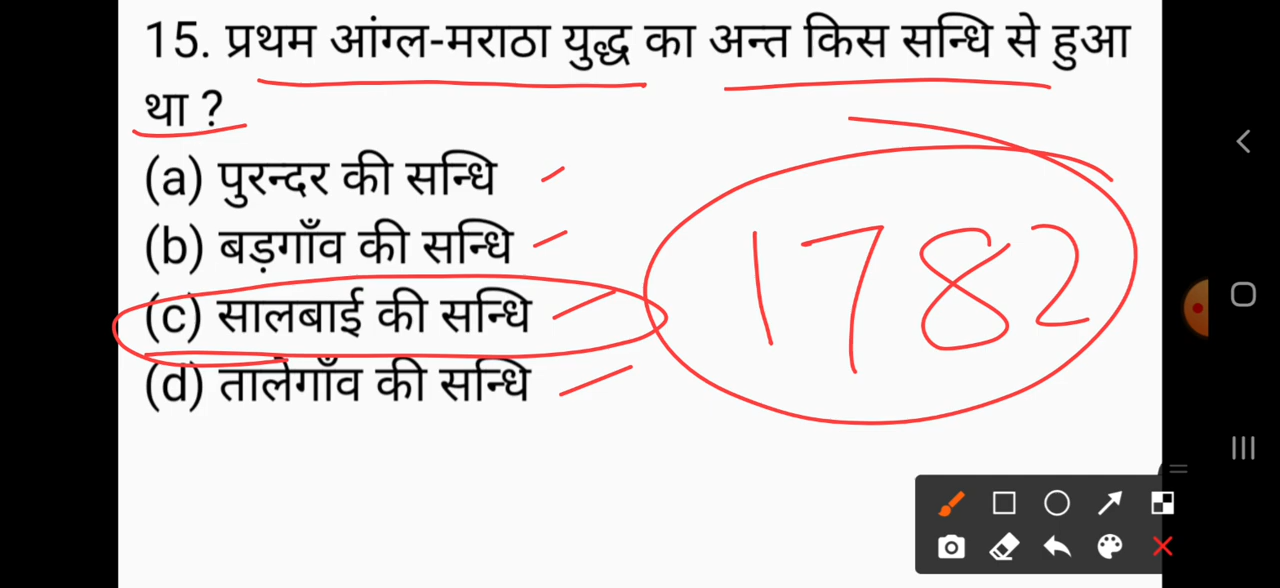 15. प्रथम आंग्ल-मराठा युद्ध का अन्त किस सन्धि से हुआ
था ?
(a) पुरन्दर की सन्धि
(b) बड़गाँव की सन्धि
(c) सालबाई की सन्धि
(d) तालेगाँव की सन्धि
1782